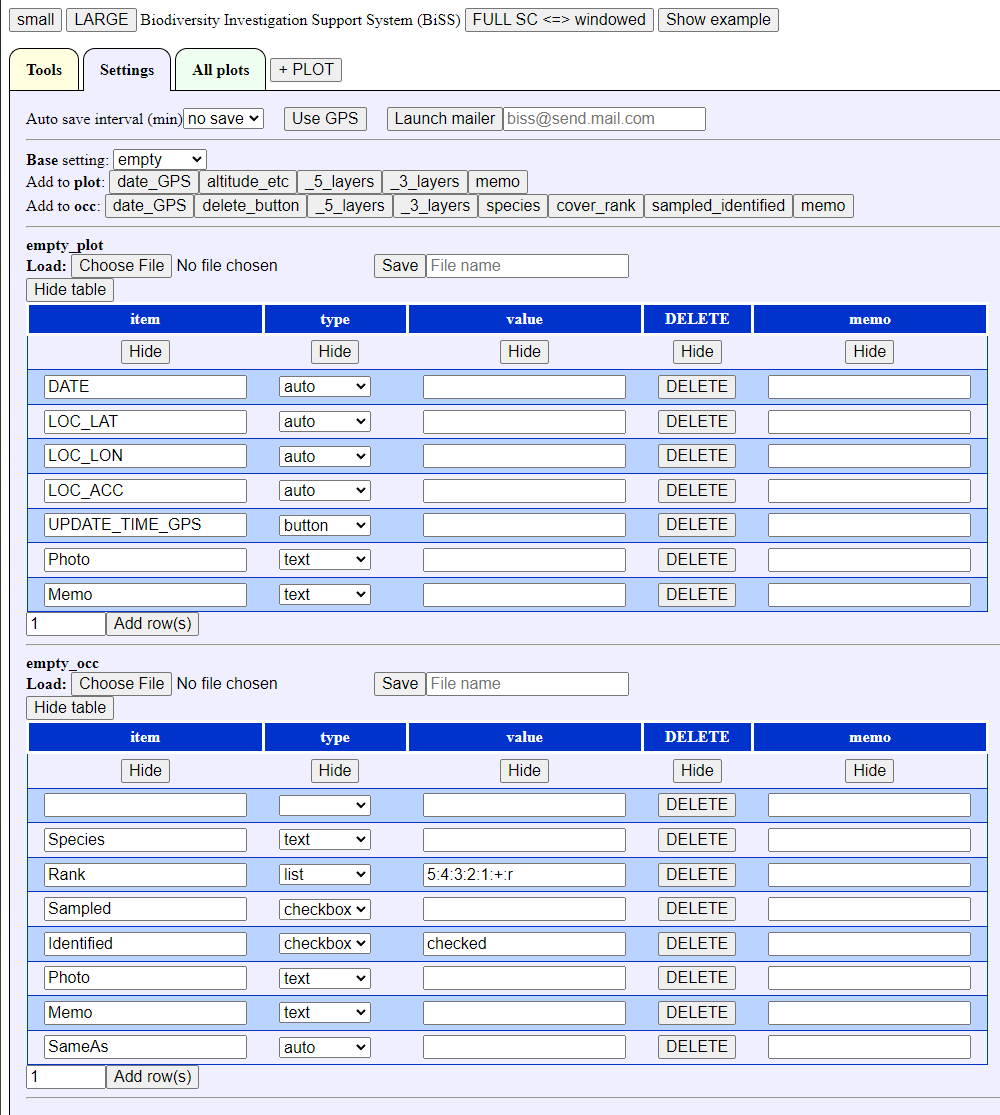 small LARGE Biodiversity Investigation Support System (BiSS) FULL SC <=> windowed Show example
Tools Settings All plots + PLOT
Auto save interval (min) no save Use GPS Launch mailer biss@send.mail.com
Base setting: empty
Add to plot: date_GPS altitude_etc _5_layers _3_layers memo
Add to occ: date_GPS delete_button _5_layers _3_layers species cover_rank sampled_identified memo
empty_plot
Load: Choose File No file chosen Save File name
Hide table
item type value DELETE memo
Hide Hide Hide Hide Hide
DATE auto DELETE
LOC_LAT auto DELETE
LOC_LON auto DELETE
LOC_ACC auto DELETE
UPDATE_TIME_GPS button DELETE
Photo text DELETE
Memo text DELETE
1 Add row(s)
empty_occ
Load: Choose File No file chosen Save File name
Hide table
item type value DELETE memo
Hide Hide Hide Hide Hide
DELETE
Species text DELETE
Rank list 5:4:3:2:1:+:r DELETE
Sampled checkbox DELETE
Identified checkbox checked DELETE
Photo text DELETE
Memo text DELETE
SameAs auto DELETE
1 Add row(s)